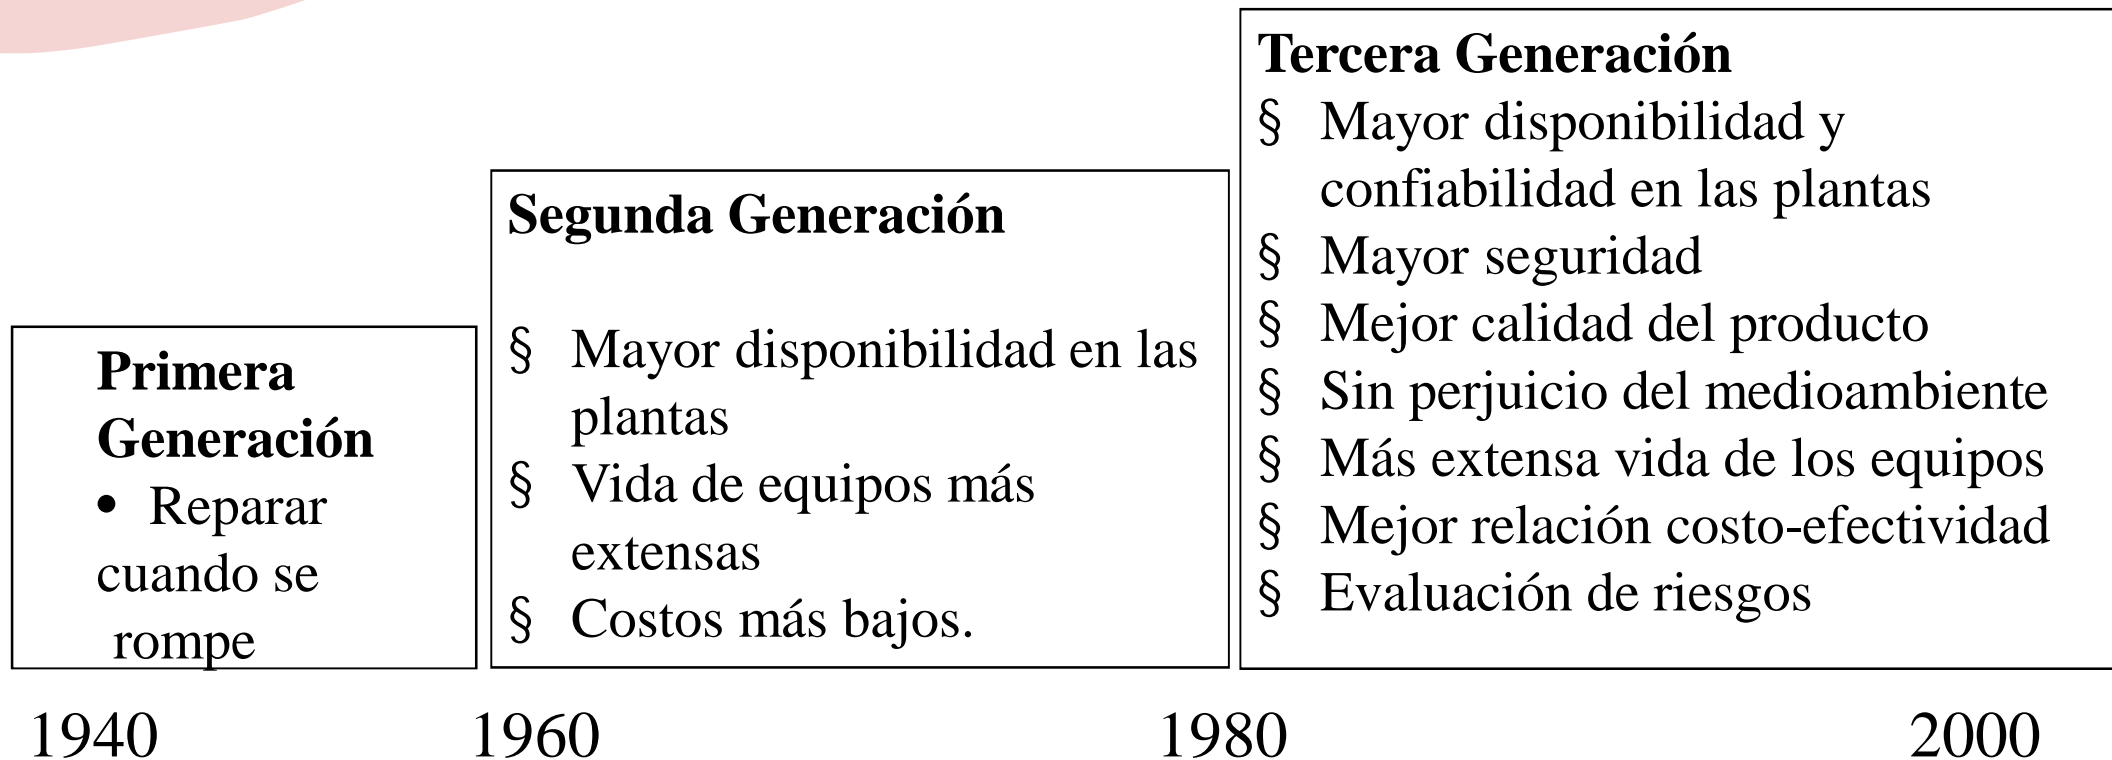 Primera
Generación
• Reparar
cuando se
rompe
Segunda Generación
§ Mayor disponibilidad en las
plantas
§ Vida de equipos más
extensas
§ Costos más bajos.
Tercera Generación
§ Mayor disponibilidad y
confiabilidad en las plantas
§ Mayor seguridad
§ Mejor calidad del producto
§ Sin perjuicio del medioambiente
§ Más extensa vida de los equipos
§ Mejor relación costo-efectividad
§ Evaluación de riesgos
1940 1960 1980 2000